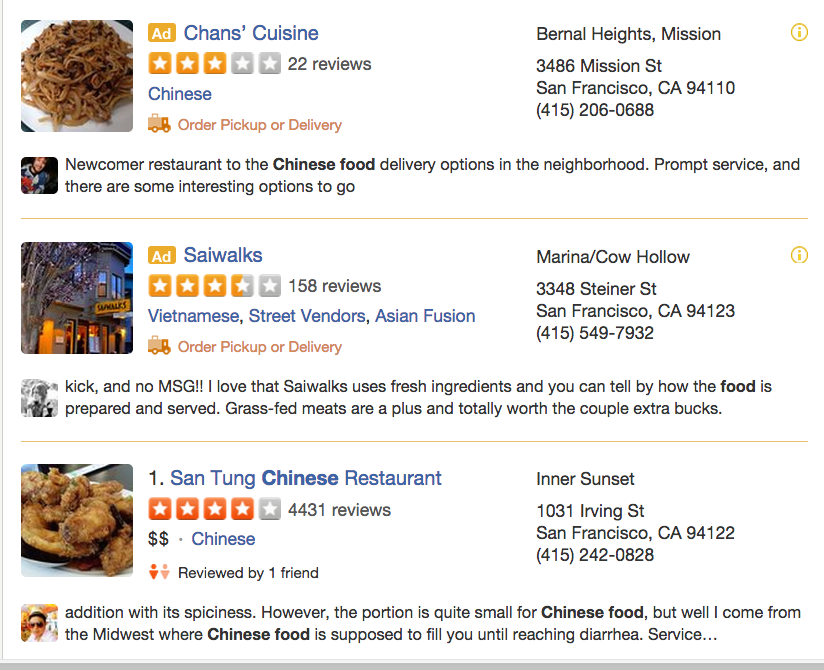 Ad Chans’ Cuisine
22 reviews
Chinese
Order Pickup or Delivery
Bernal Heights, Mission
3486 Mission St
San Francisco, CA 94110
(415) 206-0688
Newcomer restaurant to the Chinese food delivery options in the neighborhood. Prompt service, and
there are some interesting options to go
Ad Saiwalks
158 reviews
Vietnamese, Street Vendors, Asian Fusion
Order Pickup or Delivery
SAIWALKS
Marina/Cow Hollow
3348 Steiner St
San Francisco, CA 94123
(415) 549-7932
kick, and no MSG!! I love that Saiwalks uses fresh ingredients and you can tell by how the food is
prepared and served. Grass-fed meats are a plus and totally worth the couple extra bucks.
1. San Tung Chinese Restaurant
4431 reviews
$$ · Chinese
Reviewed by 1 friend
Inner Sunset
1031 Irving St
San Francisco, CA 94122
(415) 242-0828
addition with its spiciness. However, the portion is quite small for Chinese food, but well I come from
the Midwest where Chinese food is supposed to fill you until reaching diarrhea. Service…